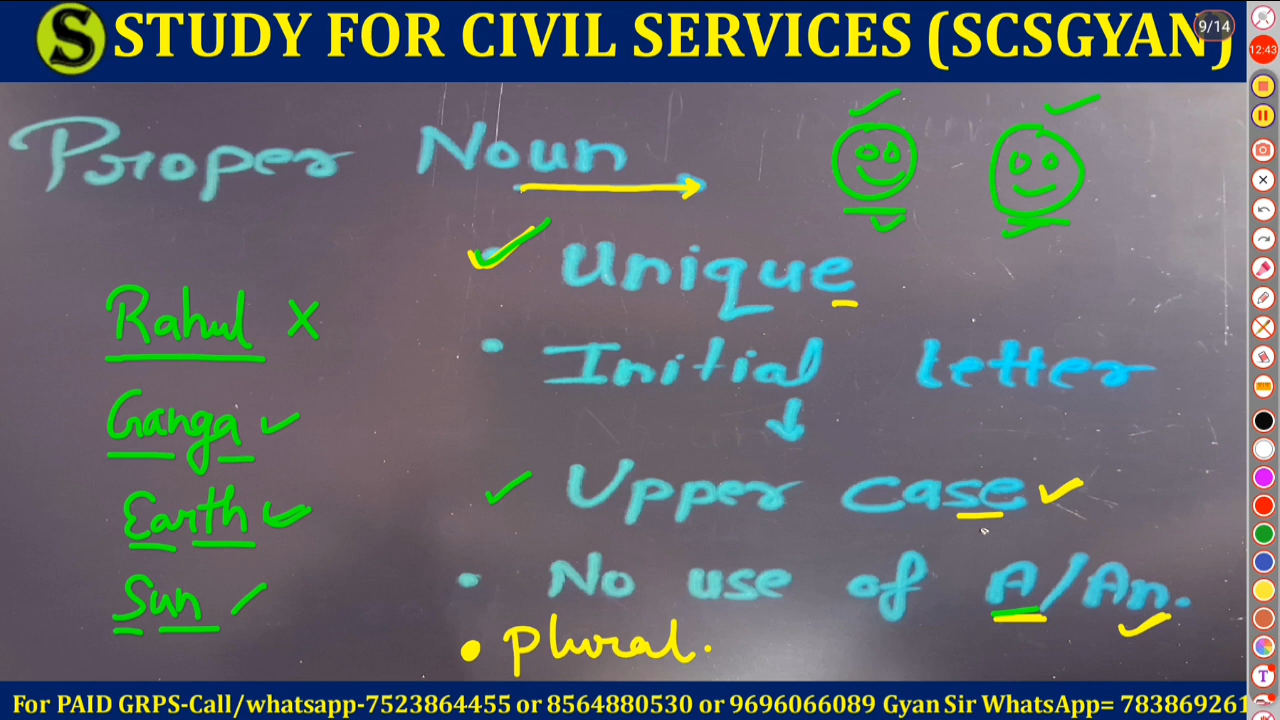 S STUDY FOR CIVIL SERVICES (SCSGYAN)
9/14
12:43
Proper Noun
Unique
Rahul X
Initial letter
Ganga
Upper case
Earth
No use of A/An.
Sun
Plural.
For PAID GRPS-Call/whatsapp-7523864455 or 8564880530 or 9696066089 Gyan Sir WhatsApp= 783869261
T